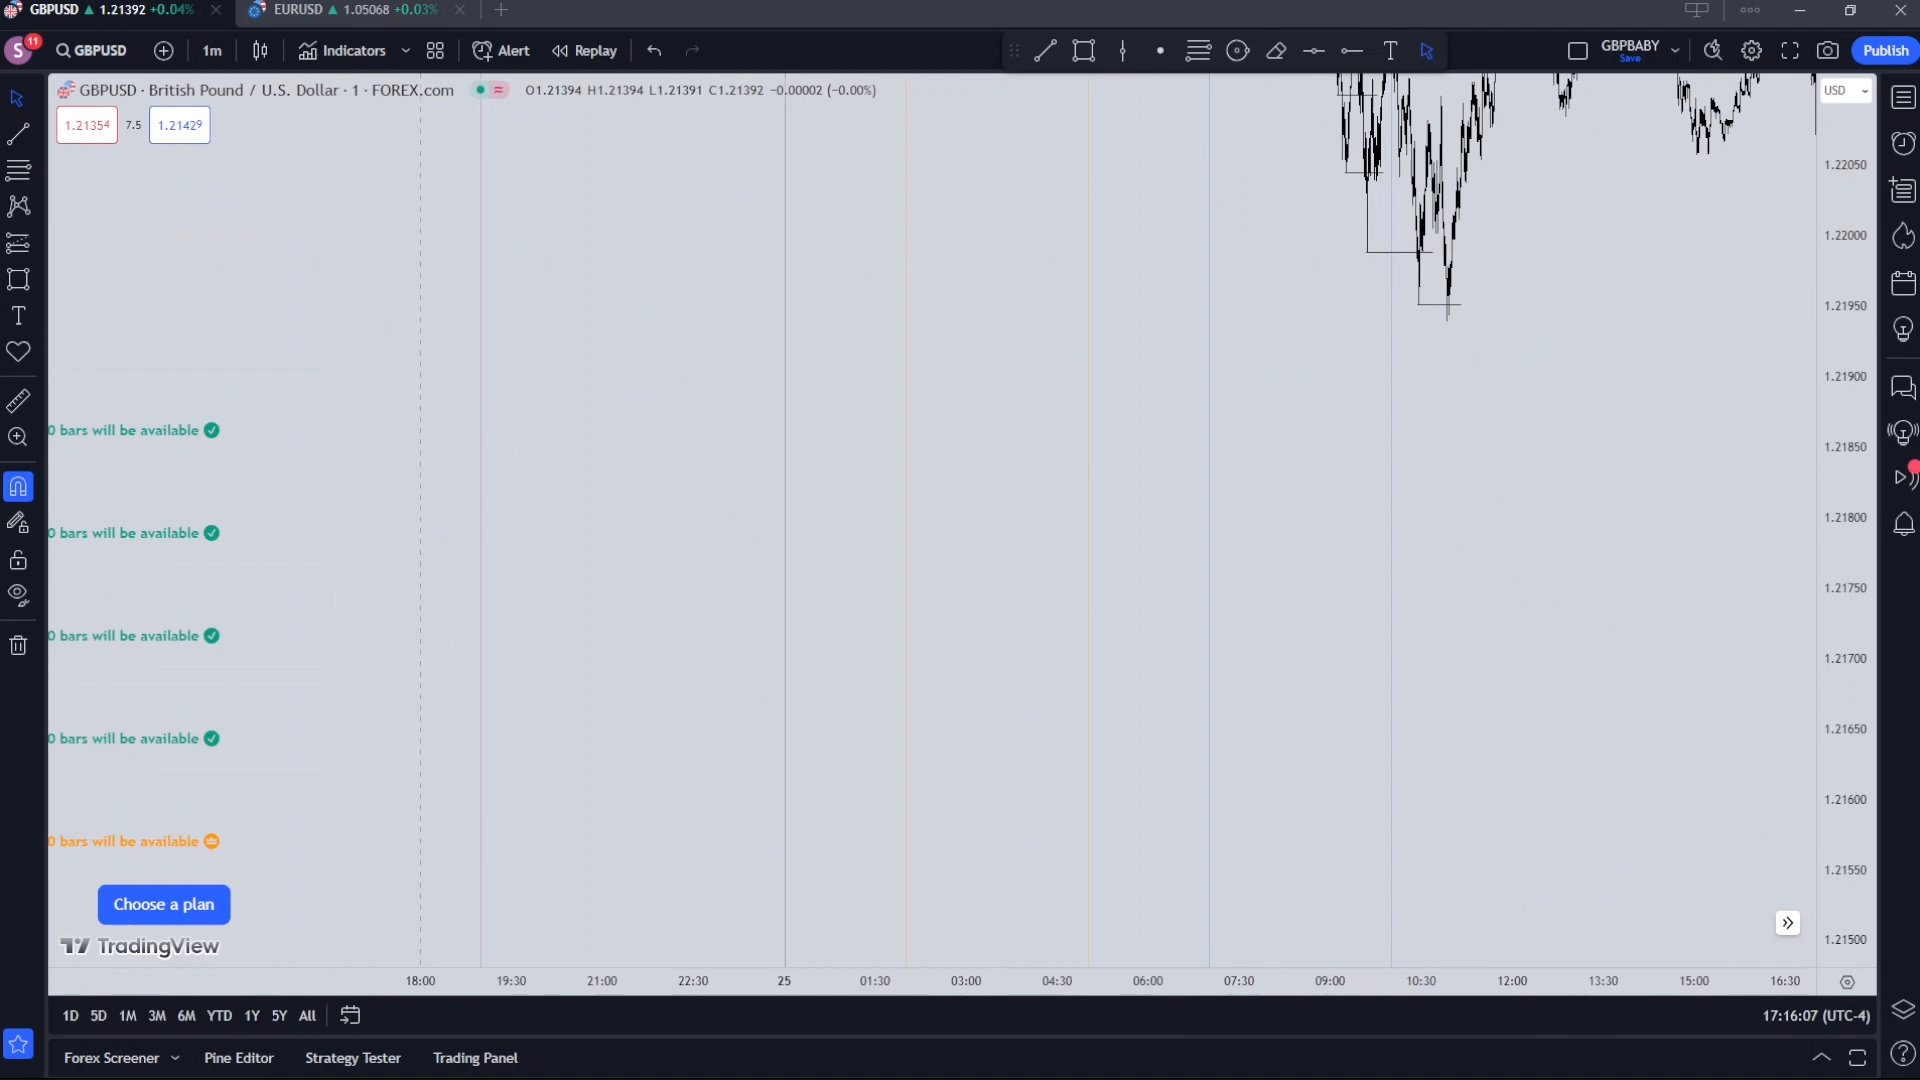 GBPUSD ▲ 1.21392 +0.04%
EURUSD ▲ 1.05068 +0.03%
S
11
GBPUSD
1m
Indicators
Alert
Replay
GBPBABY
Save
Publish
GBPUSD · British Pound / U.S. Dollar · 1 · FOREX.com
O1.21394 H1.21394 L1.21391 C1.21392 −0.00002 (−0.00%)
USD
1.21354
7.5
1.21429
1.22050
1.22000
1.21950
1.21900
1.21850
1.21800
1.21750
1.21700
1.21650
1.21600
1.21550
1.21500
0 bars will be available
0 bars will be available
0 bars will be available
0 bars will be available
0 bars will be available
Choose a plan
TradingView
18:00 19:30 21:00 22:30 25 01:30 03:00 04:30 06:00 07:30 09:00 10:30 12:00 13:30 15:00 16:30
1D 5D 1M 3M 6M YTD 1Y 5Y All
17:16:07 (UTC-4)
Forex Screener
Pine Editor
Strategy Tester
Trading Panel